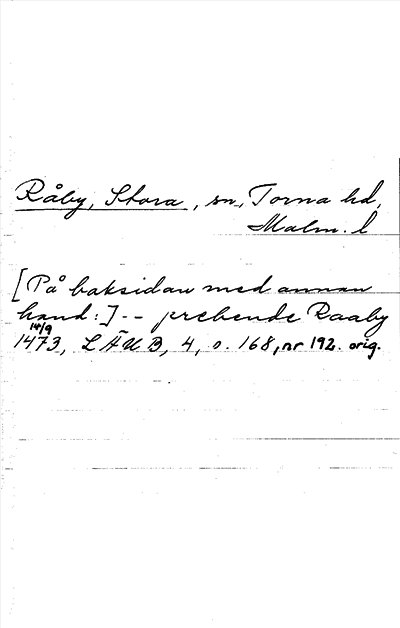 Råby, Stora, sn, Torna hd,
Malm. l
[På baksidan med annan
hand:] -- prebende Raaby
14/9
1473, LÄUB, 4, s. 168, nr 192. orig.